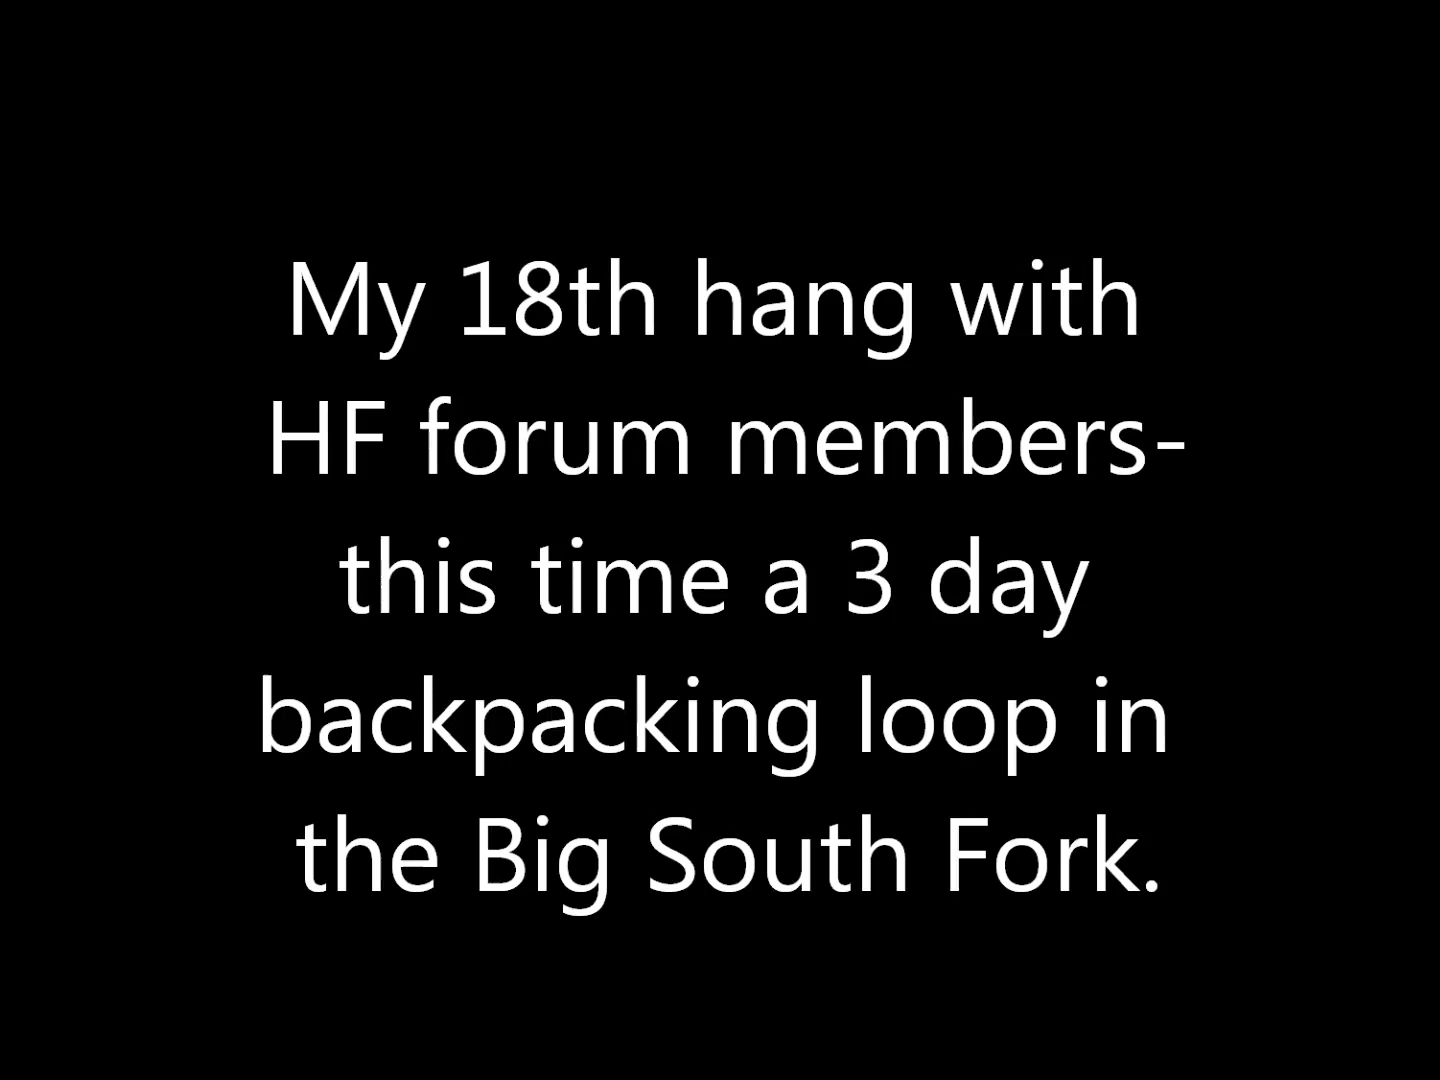 My 18th hang with
HF forum members-
this time a 3 day
backpacking loop in
the Big South Fork.